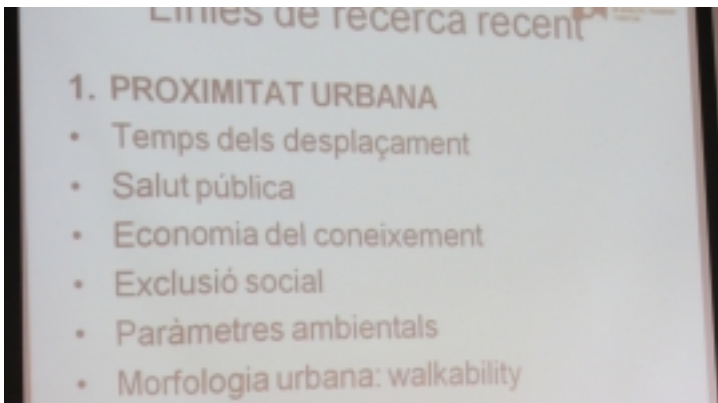 Línies de recerca recent
1. PROXIMITAT URBANA
• Temps dels desplaçament
• Salut pública
• Economia del coneixement
• Exclusió social
• Paràmetres ambientals
• Morfologia urbana: walkability